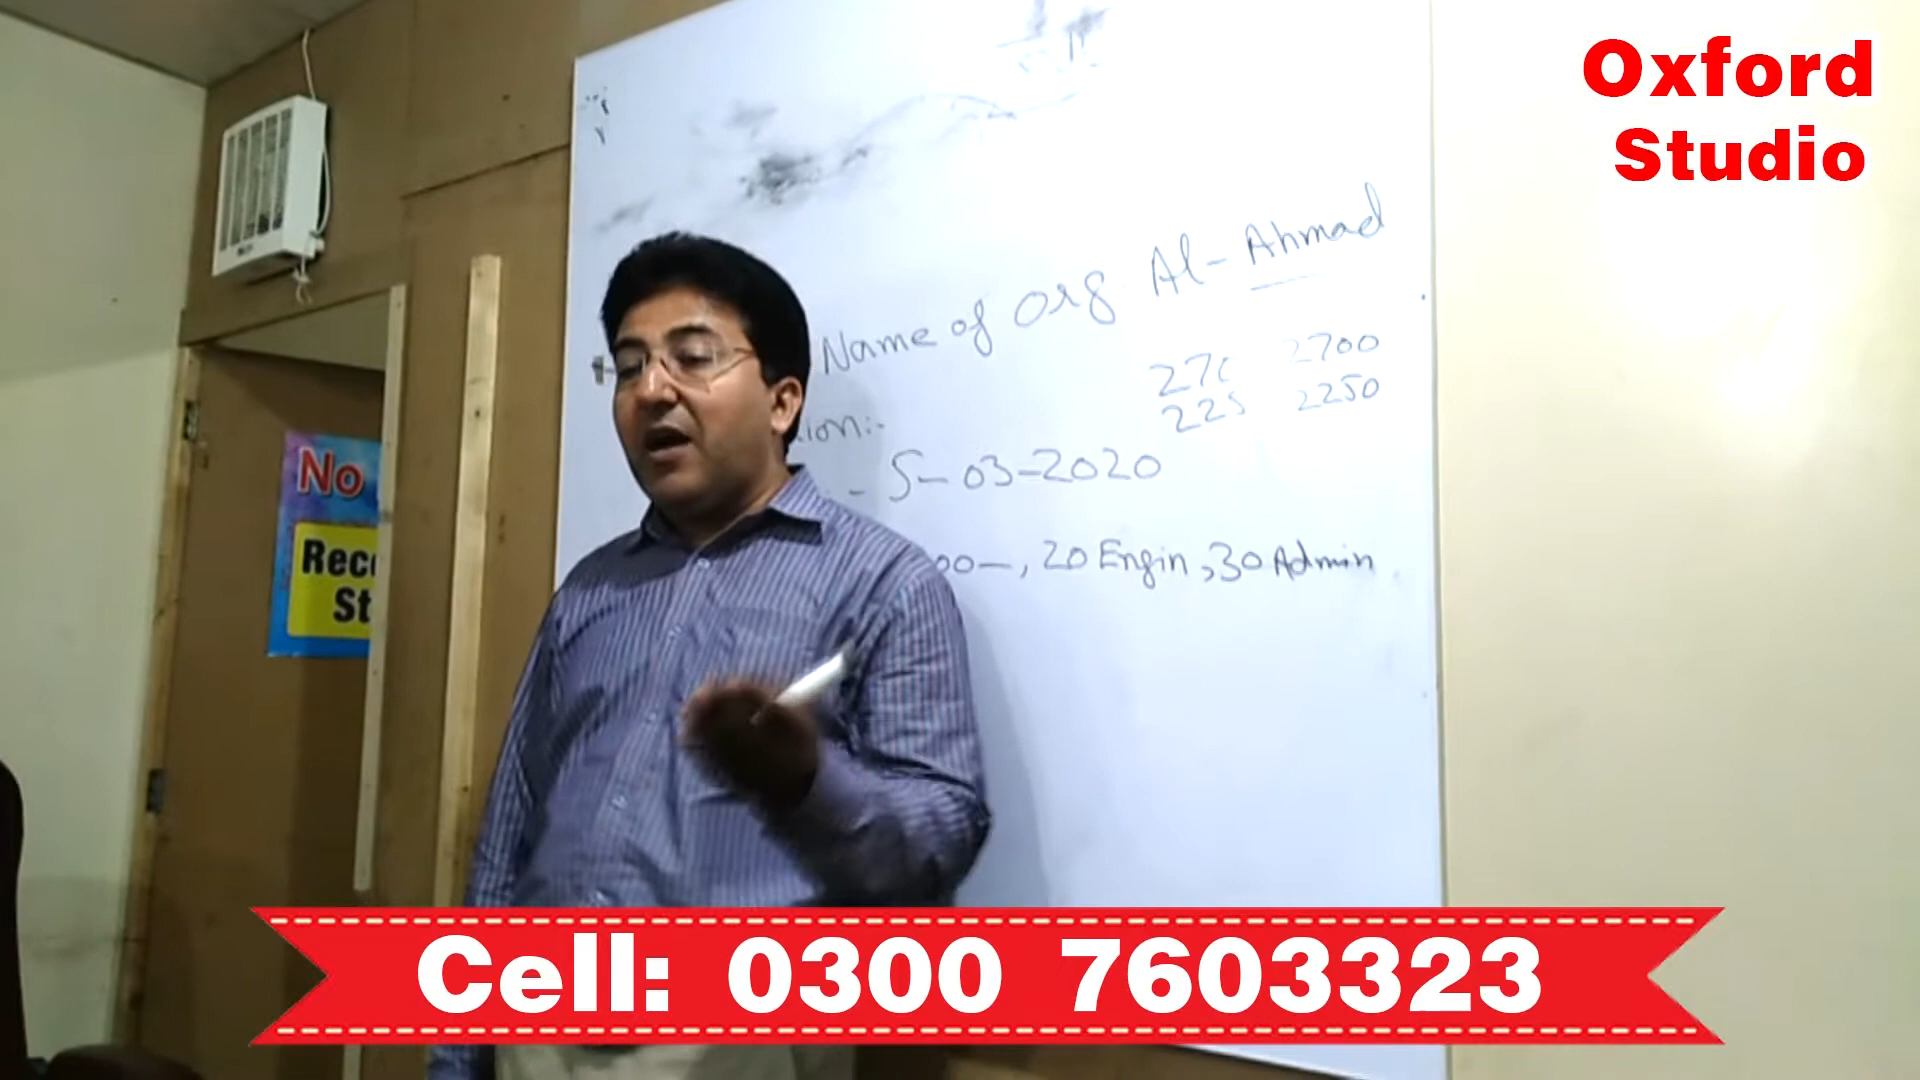 Oxford
Studio
Name of Org Al-Ahmad
2700
225 2250
ion:-
- 5-03-2020
00-, 20 Engin, 30 Admin
No
Rec
St
Cell: 0300 7603323